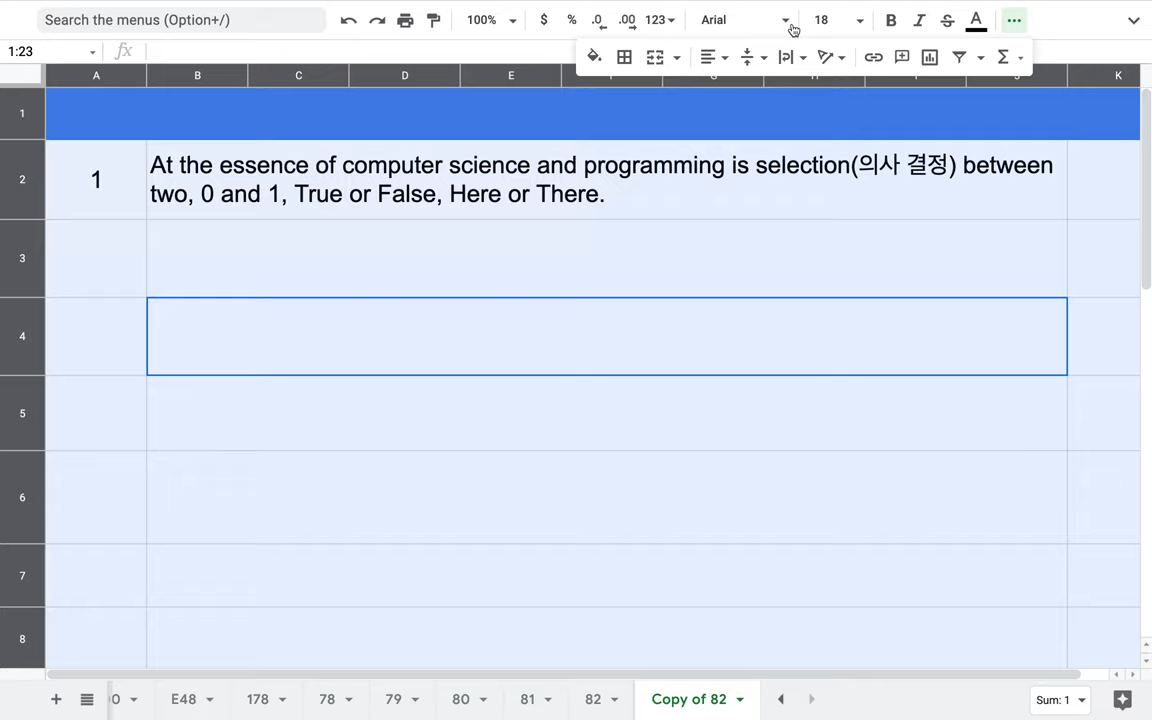 Search the menus (Option+/)
100%
$
%
.0
.00
123
Arial
18
B
I
S
A
1:23
fx
A
B
C
D
E
K
1
2
1
At the essence of computer science and programming is selection(의사 결정) between
two, 0 and 1, True or False, Here or There.
3
4
5
6
7
8
E48
178
78
79
80
81
82
Copy of 82
Sum: 1